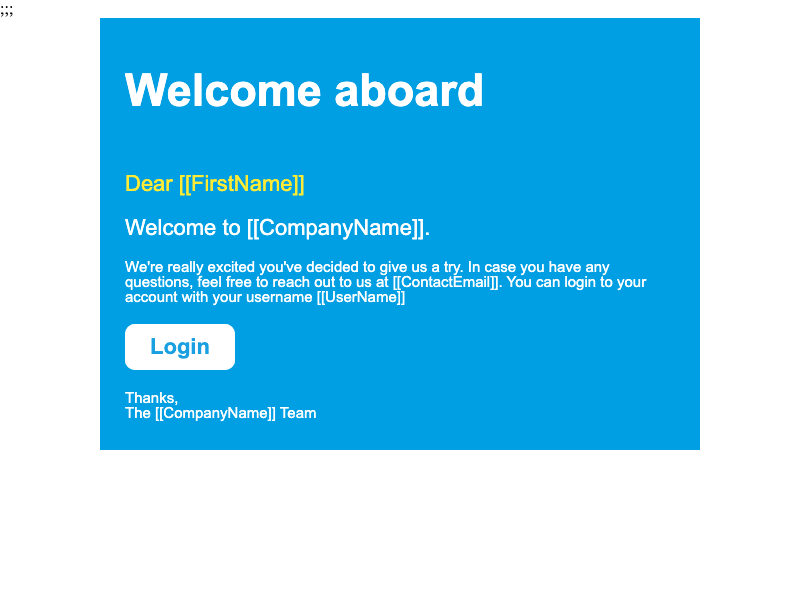 ;;;
Welcome aboard
Dear [[FirstName]]
Welcome to [[CompanyName]].
We're really excited you've decided to give us a try. In case you have any
questions, feel free to reach out to us at [[ContactEmail]]. You can login to your
account with your username [[UserName]]
Login
Thanks,
The [[CompanyName]] Team